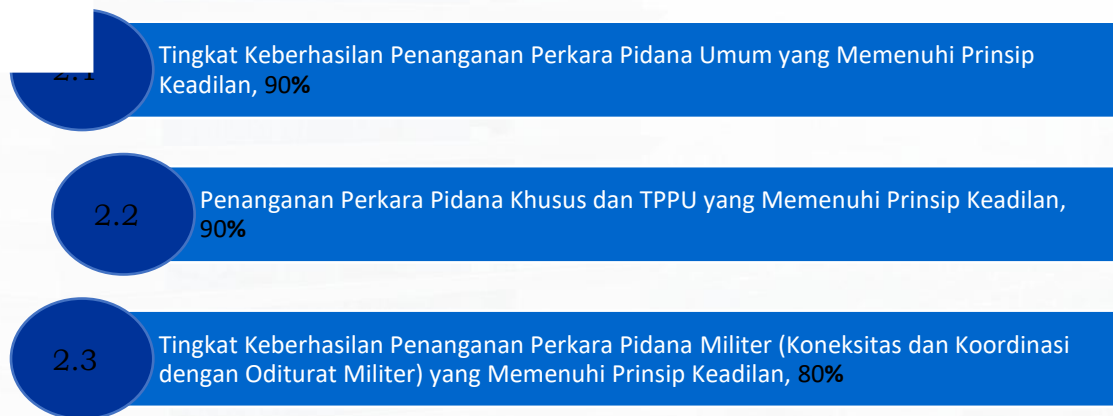 2.1
Tingkat Keberhasilan Penanganan Perkara Pidana Umum yang Memenuhi Prinsip
Keadilan, 90%
2.2
Penanganan Perkara Pidana Khusus dan TPPU yang Memenuhi Prinsip Keadilan,
90%
2.3
Tingkat Keberhasilan Penanganan Perkara Pidana Militer (Koneksitas dan Koordinasi
dengan Oditurat Militer) yang Memenuhi Prinsip Keadilan, 80%